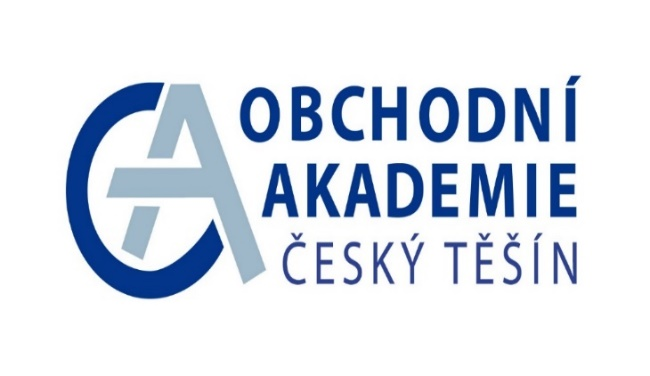 OBCHODNÍ
AKADEMIE
ČESKÝ TĚŠÍN